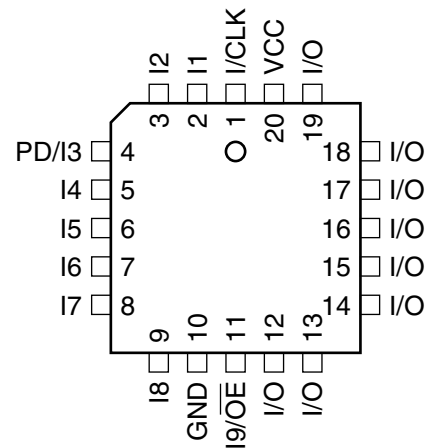 I2
I1
I/CLK
VCC
I/O
3
2
1
20
19
PD/I3 4
I4 5
I5 6
I6 7
I7 8
18 I/O
17 I/O
16 I/O
15 I/O
14 I/O
9
10
11
12
13
I8
GND
I9/O̅E̅
I/O
I/O